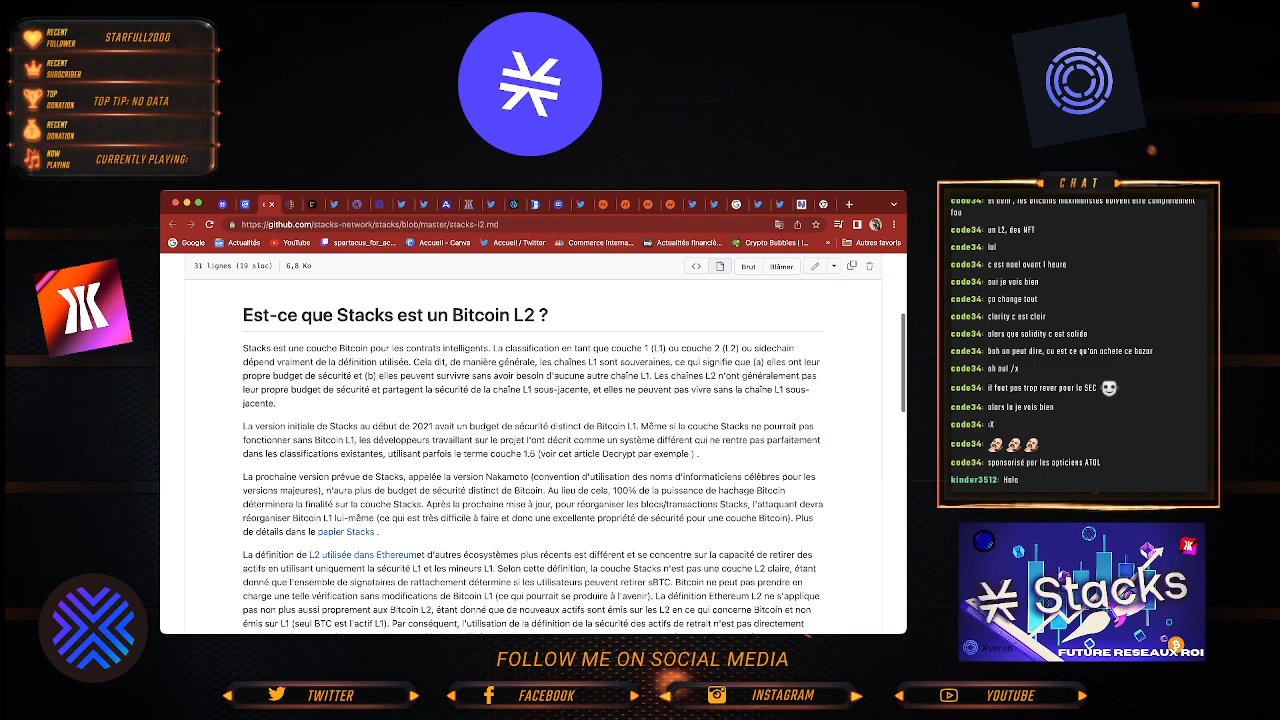 RECENT
FOLLOWER
STARFULL2000
RECENT
SUBSCRIBER
TOP
DONATION
TOP TIP: NO DATA
RECENT
DONATION
NOW
PLAYING
CURRENTLY PLAYING:
https://github.com/stacks-network/stacks/blob/master/stacks-l2.md
Google
Actualités
YouTube
spartacus_for_ac...
Accueil – Canva
Accueil / Twitter
Commerce Interna...
Actualités financiè...
Crypto Bubbles | ...
»
Autres favoris
31 lignes (19 sloc)
6,8 Ko
Brut
Blâmer
Est-ce que Stacks est un Bitcoin L2 ?
Stacks est une couche Bitcoin pour les contrats intelligents. La classification en tant que couche 1 (L1) ou couche 2 (L2) ou sidechain
dépend vraiment de la définition utilisée. Cela dit, de manière générale, les chaînes L1 sont souveraines, ce qui signifie que (a) elles ont leur
propre budget de sécurité et (b) elles peuvent survivre sans avoir besoin d'aucune autre chaîne L1. Les chaînes L2 n'ont généralement pas
leur propre budget de sécurité et partagent la sécurité de la chaîne L1 sous-jacente, et elles ne peuvent pas vivre sans la chaîne L1 sous-
jacente.
La version initiale de Stacks au début de 2021 avait un budget de sécurité distinct de Bitcoin L1. Même si la couche Stacks ne pourrait pas
fonctionner sans Bitcoin L1, les développeurs travaillant sur le projet l'ont décrit comme un système différent qui ne rentre pas parfaitement
dans les classifications existantes, utilisant parfois le terme couche 1.5 (voir cet article Decrypt par exemple ) .
La prochaine version prévue de Stacks, appelée la version Nakamoto (convention d'utilisation des noms d'informaticiens célèbres pour les
versions majeures), n'aura plus de budget de sécurité distinct de Bitcoin. Au lieu de cela, 100% de la puissance de hachage Bitcoin
déterminera la finalité sur la couche Stacks. Après la prochaine mise à jour, pour réorganiser les blocs/transactions Stacks, l'attaquant devra
réorganiser Bitcoin L1 lui-même (ce qui est très difficile à faire et donc une excellente propriété de sécurité pour une couche Bitcoin). Plus
de détails dans le papier Stacks .
La définition de L2 utilisée dans Ethereumet d'autres écosystèmes plus récents est différent et se concentre sur la capacité de retirer des
actifs en utilisant uniquement la sécurité L1 et les mineurs L1. Selon cette définition, la couche Stacks n'est pas une couche L2 claire, étant
donné que l'ensemble de signataires de rattachement détermine si les utilisateurs peuvent retirer sBTC. Bitcoin ne peut pas prendre en
charge une telle vérification sans modifications de Bitcoin L1 (ce qui pourrait se produire à l'avenir). La définition Ethereum L2 ne s'applique
pas non plus aussi proprement aux Bitcoin L2, étant donné que de nouveaux actifs sont émis sur les L2 en ce qui concerne Bitcoin et non
émis sur L1 (seul BTC est l'actif L1). Par conséquent, l'utilisation de la définition de la sécurité des actifs de retrait n'est pas directement
CHAT
et bein , les bitcoins maximalistes doivent etre completement
fou
code34: un L2, des NFT
code34: lol
code34: c est noel avant l heure
code34: oui je vois bien
code34: ça change tout
code34: clarity c est clair
code34: alors que solidity c est solide
code34: bah on peut dire, ou est ce qu'on achete ce bazar
code34: ah oui /x
code34: il faut pas trop rever pour la SEC
code34: alors la je vois bien
code34: :X
code34:
code34: sponsorisé par les opticiens ATOL
kinder3512: Hola
Stacks
Xverse
FUTURE RESEAUX ROI
FOLLOW ME ON SOCIAL MEDIA
TWITTER
FACEBOOK
INSTAGRAM
YOUTUBE